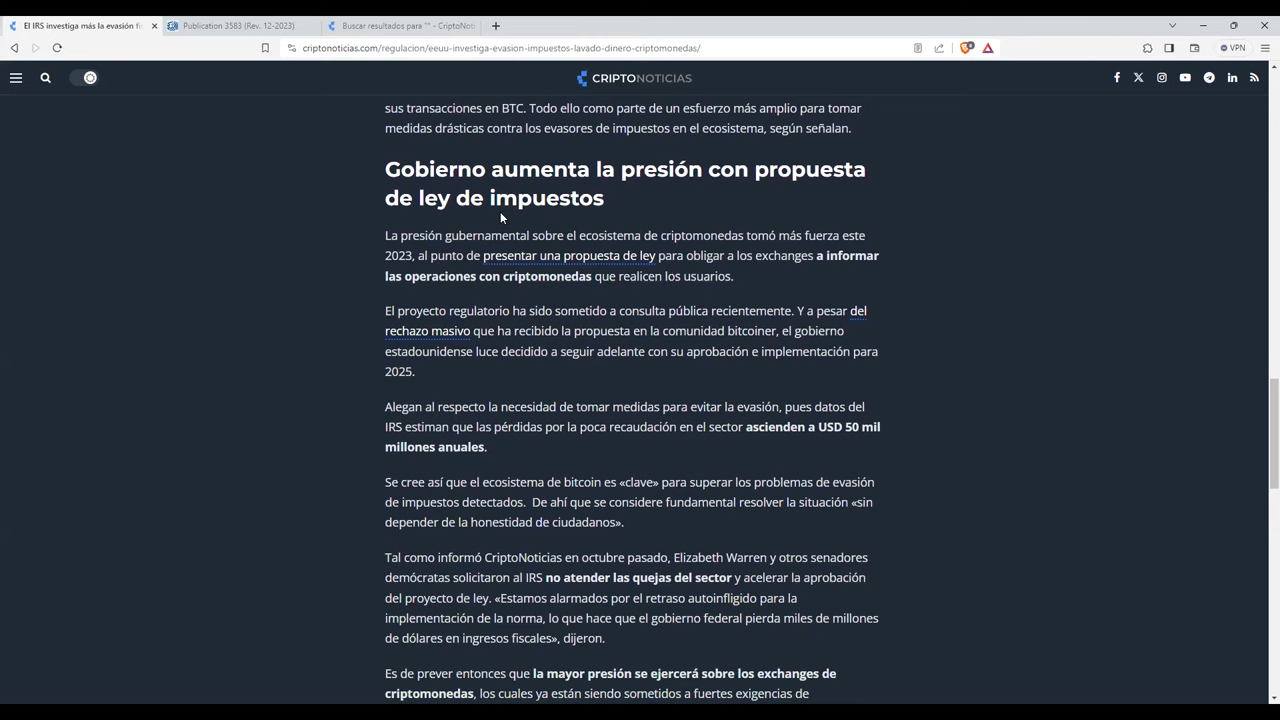 El IRS investiga más la evasión fi
Publication 3583 (Rev. 12-2023)
Buscar resultados para "" - CriptoNoti
criptonoticias.com/regulacion/eeuu-investiga-evasion-impuestos-lavado-dinero-criptomonedas/
VPN
CRIPTONOTICIAS
sus transacciones en BTC. Todo ello como parte de un esfuerzo más amplio para tomar
medidas drásticas contra los evasores de impuestos en el ecosistema, según señalan.
Gobierno aumenta la presión con propuesta
de ley de impuestos
La presión gubernamental sobre el ecosistema de criptomonedas tomó más fuerza este
2023, al punto de presentar una propuesta de ley para obligar a los exchanges a informar
las operaciones con criptomonedas que realicen los usuarios.
El proyecto regulatorio ha sido sometido a consulta pública recientemente. Y a pesar del
rechazo masivo que ha recibido la propuesta en la comunidad bitcoiner, el gobierno
estadounidense luce decidido a seguir adelante con su aprobación e implementación para
2025.
Alegan al respecto la necesidad de tomar medidas para evitar la evasión, pues datos del
IRS estiman que las pérdidas por la poca recaudación en el sector ascienden a USD 50 mil
millones anuales.
Se cree así que el ecosistema de bitcoin es «clave» para superar los problemas de evasión
de impuestos detectados. De ahí que se considere fundamental resolver la situación «sin
depender de la honestidad de ciudadanos».
Tal como informó CriptoNoticias en octubre pasado, Elizabeth Warren y otros senadores
demócratas solicitaron al IRS no atender las quejas del sector y acelerar la aprobación
del proyecto de ley. «Estamos alarmados por el retraso autoinfligido para la
implementación de la norma, lo que hace que el gobierno federal pierda miles de millones
de dólares en ingresos fiscales», dijeron.
Es de prever entonces que la mayor presión se ejercerá sobre los exchanges de
criptomonedas, los cuales ya están siendo sometidos a fuertes exigencias de